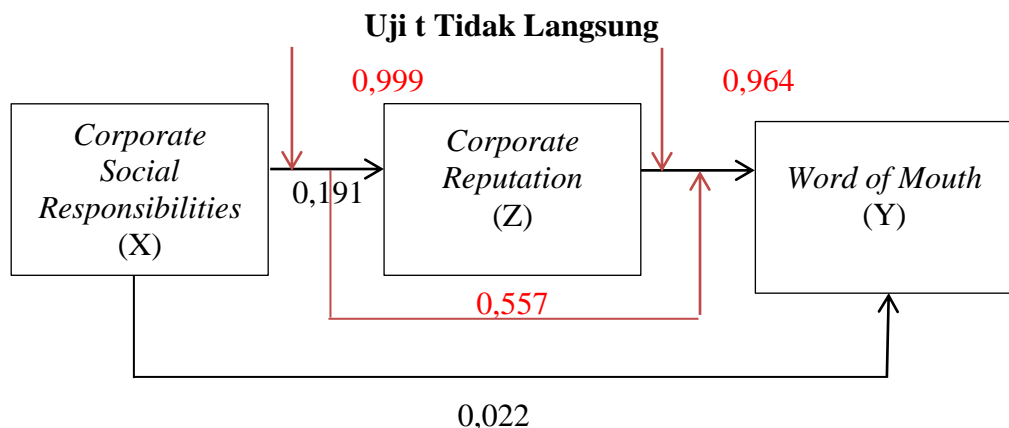 Uji t Tidak Langsung
0,999
0,964
Corporate
Social
Responsibilities
(X)
0,191
Corporate
Reputation
(Z)
Word of Mouth
(Y)
0,557
0,022